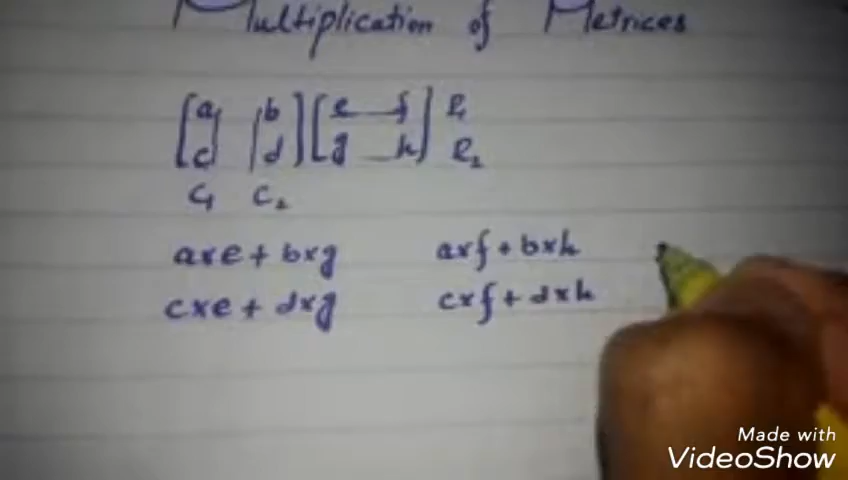 Multiplication of Metrices
[a b] [e f] R1
[c d] [g h] R2
C1 C2
a×e + b×g a×f + b×h
c×e + d×g c×f + d×h
Made with
VideoShow